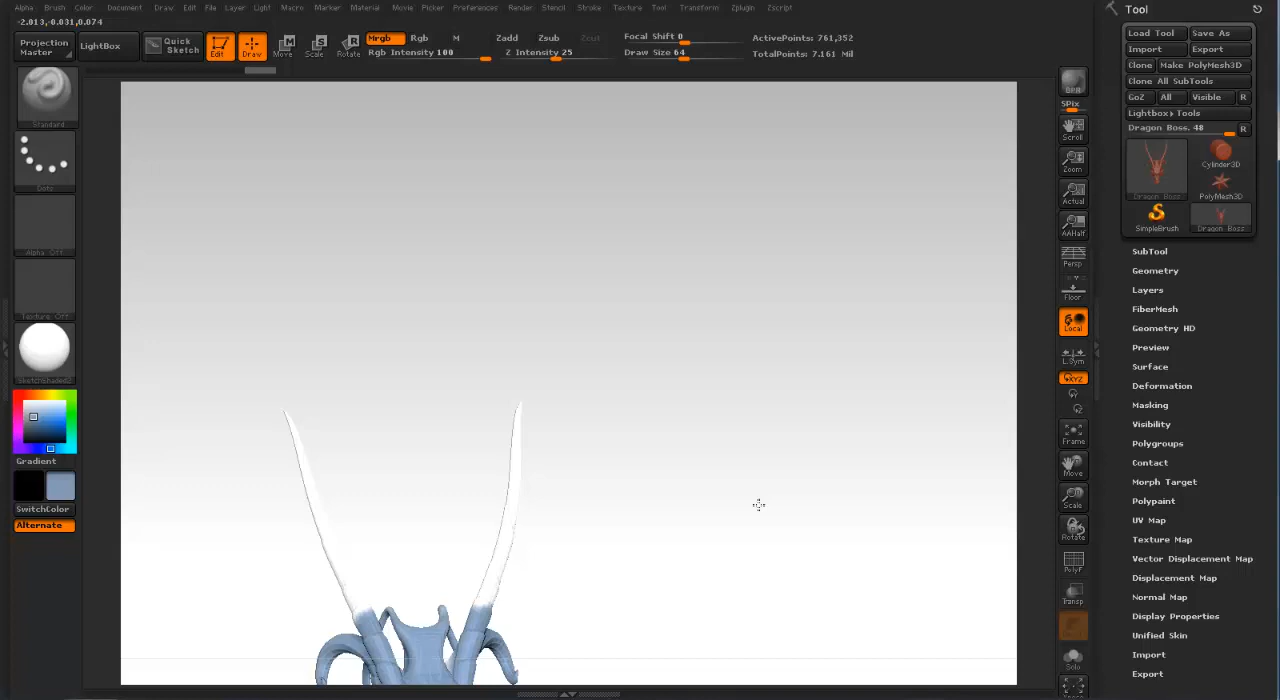 Alpha Brush Color Document Draw Edit File Layer Light Macro Marker Material Movie Picker Preferences Render Stencil Stroke Texture Tool Transform Zplugin Zscript
-2.013,-0.031,0.074
Projection Master
LightBox
Quick Sketch
Edit
Draw
Move
Scale
Rotate
Mrgb Rgb M
Rgb Intensity 100
Zadd Zsub Zcut
Z Intensity 25
Focal Shift 0
Draw Size 64
ActivePoints: 761,352
TotalPoints: 7.161 Mil
Standard
Dots
Alpha Off
Texture Off
SketchShaded2
Gradient
SwitchColor
Alternate
BPR
SPix
Scroll
Zoom
Actual
AAHalf
Persp
Floor
Local
L.Sym
XYZ
Frame
Move
Scale
Rotate
PolyF
Transp
Solo
Tool
Load Tool Save As
Import Export
Clone Make PolyMesh3D
Clone All SubTools
GoZ All Visible R
Lightbox▸ Tools
Dragon Boss. 48 R
Dragon Boss
Cylinder3D
PolyMesh3D
SimpleBrush
Dragon Boss
SubTool
Geometry
Layers
FiberMesh
Geometry HD
Preview
Surface
Deformation
Masking
Visibility
Polygroups
Contact
Morph Target
Polypaint
UV Map
Texture Map
Vector Displacement Map
Displacement Map
Normal Map
Display Properties
Unified Skin
Import
Export